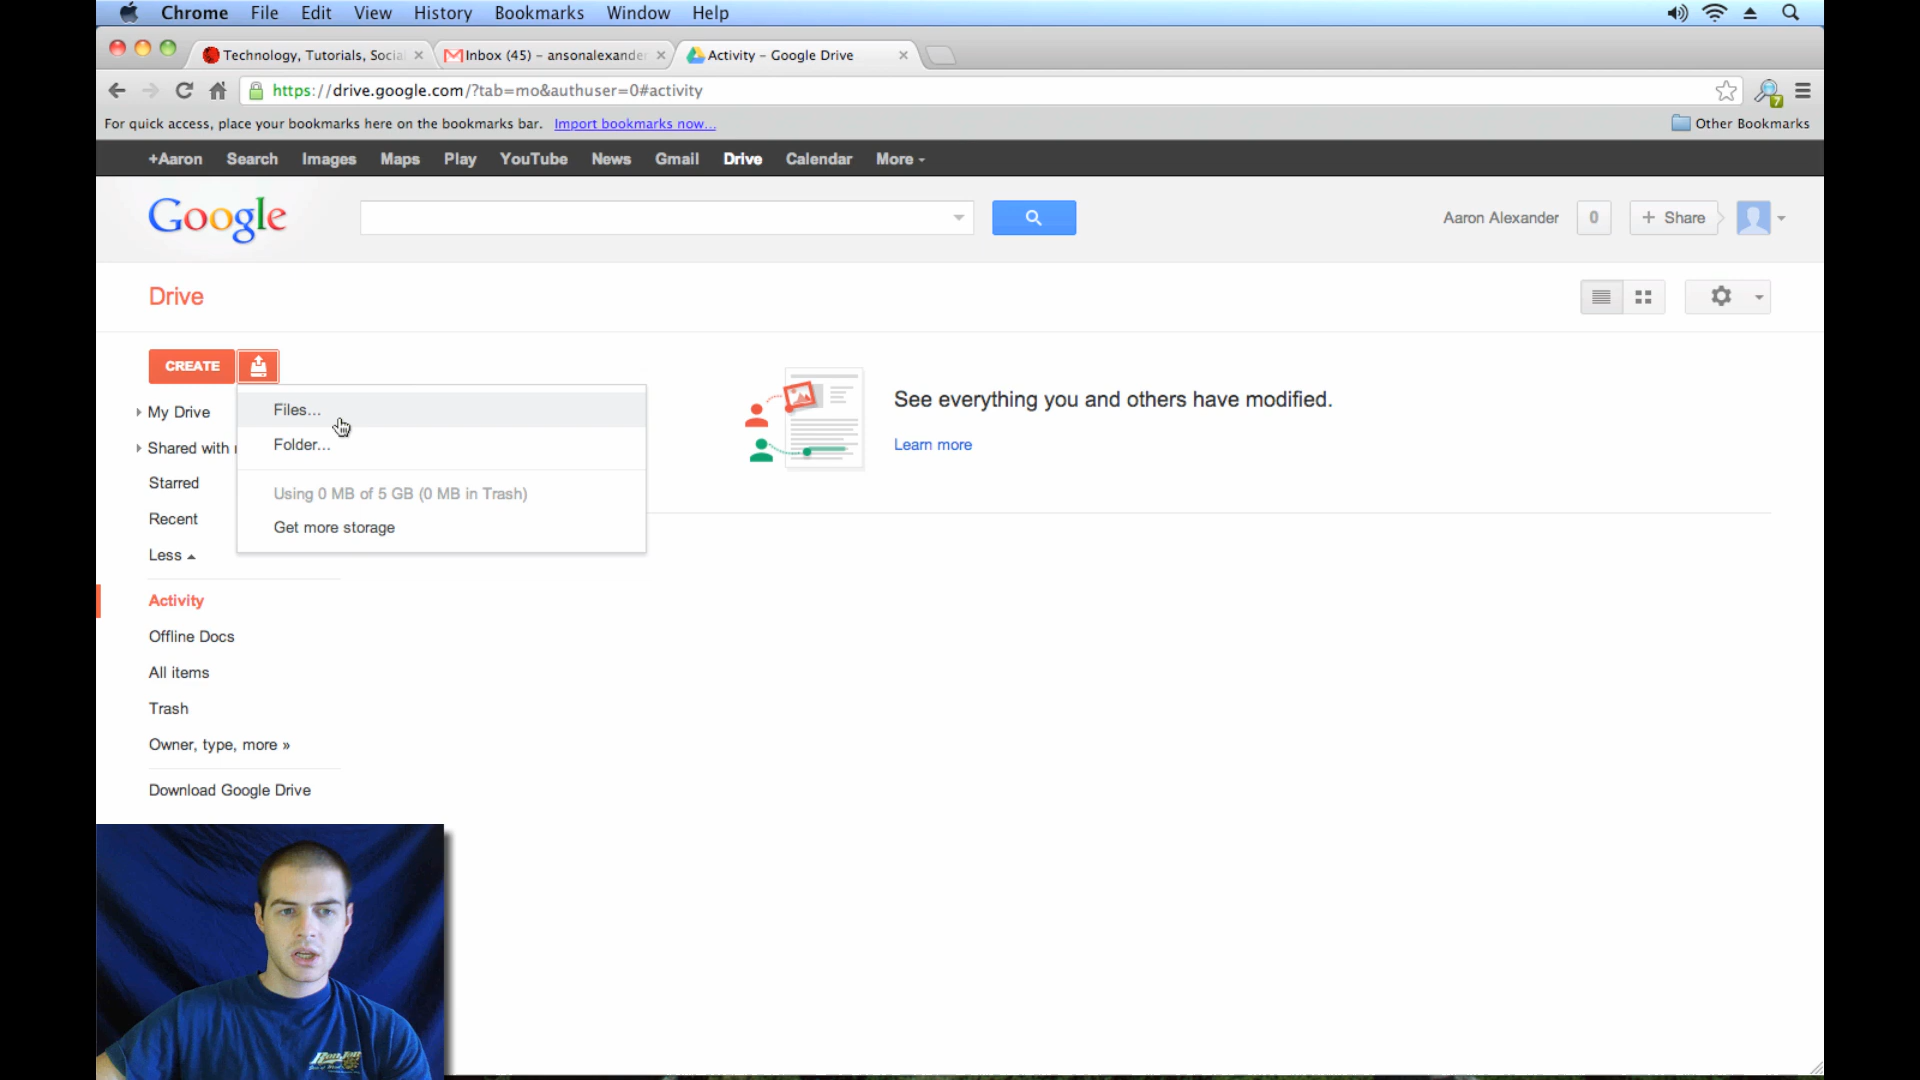 Chrome File Edit View History Bookmarks Window Help
Technology, Tutorials, Socia Inbox (45) – ansonalexander Activity – Google Drive
https://drive.google.com/?tab=mo&authuser=0#activity
7
For quick access, place your bookmarks here on the bookmarks bar. Import bookmarks now... Other Bookmarks
+Aaron Search Images Maps Play YouTube News Gmail Drive Calendar More
Google Aaron Alexander 0 + Share
Drive
CREATE
My Drive
Shared with
Starred
Recent
Less
Files...
Folder...
Using 0 MB of 5 GB (0 MB in Trash)
Get more storage
See everything you and others have modified.
Learn more
Activity
Offline Docs
All items
Trash
Owner, type, more »
Download Google Drive
Ron Jon